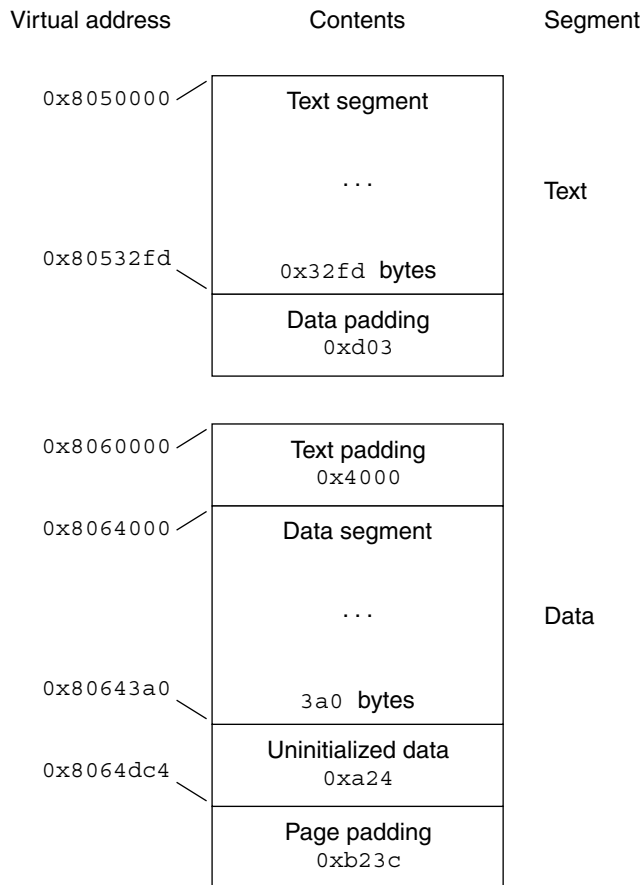 Virtual address Contents Segment
0x8050000 Text segment
. . .
Text
0x80532fd 0x32fd bytes
Data padding
0xd03
0x8060000 Text padding
0x4000
0x8064000 Data segment
. . .
Data
0x80643a0 3a0 bytes
Uninitialized data
0x8064dc4 0xa24
Page padding
0xb23c